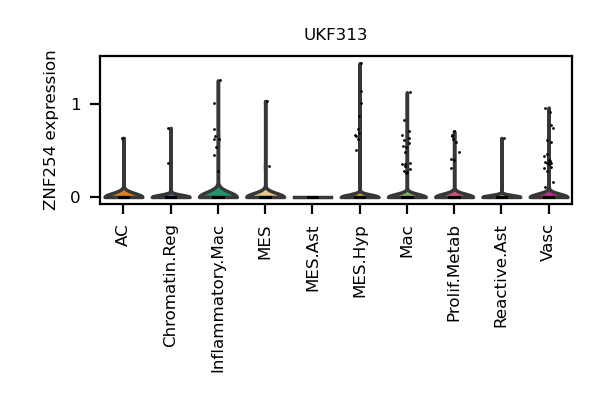 UKF313
ZNF254 expression
1
0
AC
Chromatin.Reg
Inflammatory.Mac
MES
MES.Ast
MES.Hyp
Mac
Prolif.Metab
Reactive.Ast
Vasc